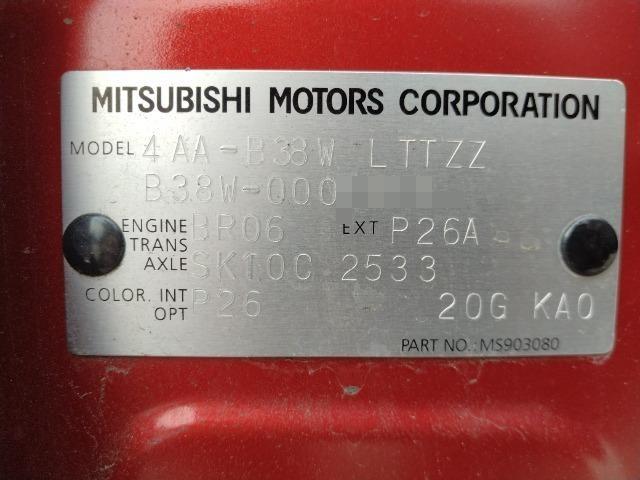 MITSUBISHI MOTORS CORPORATION
MODEL 4AA-B38W LTTZZ
B38W-000
ENGINE BR06 EXT P26A
TRANS
AXLE SK10C 2533
COLOR. INT P26
OPT 20G KA0
PART NO.: MS903080